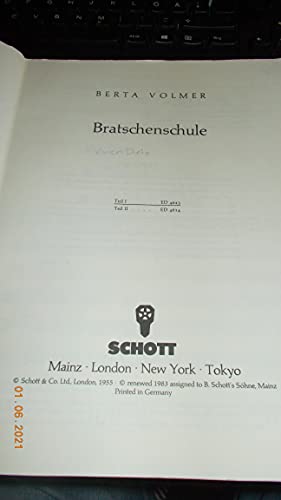 BERTA VOLMER
Bratschenschule
Teil I ED 4613
Teil II ED 4614
SCHOTT
Mainz · London · New York · Tokyo
© Schott & Co. Ltd., London, 1955 · © renewed 1983 assigned to B. Schott's Söhne, Mainz
Printed in Germany
01 06 2021